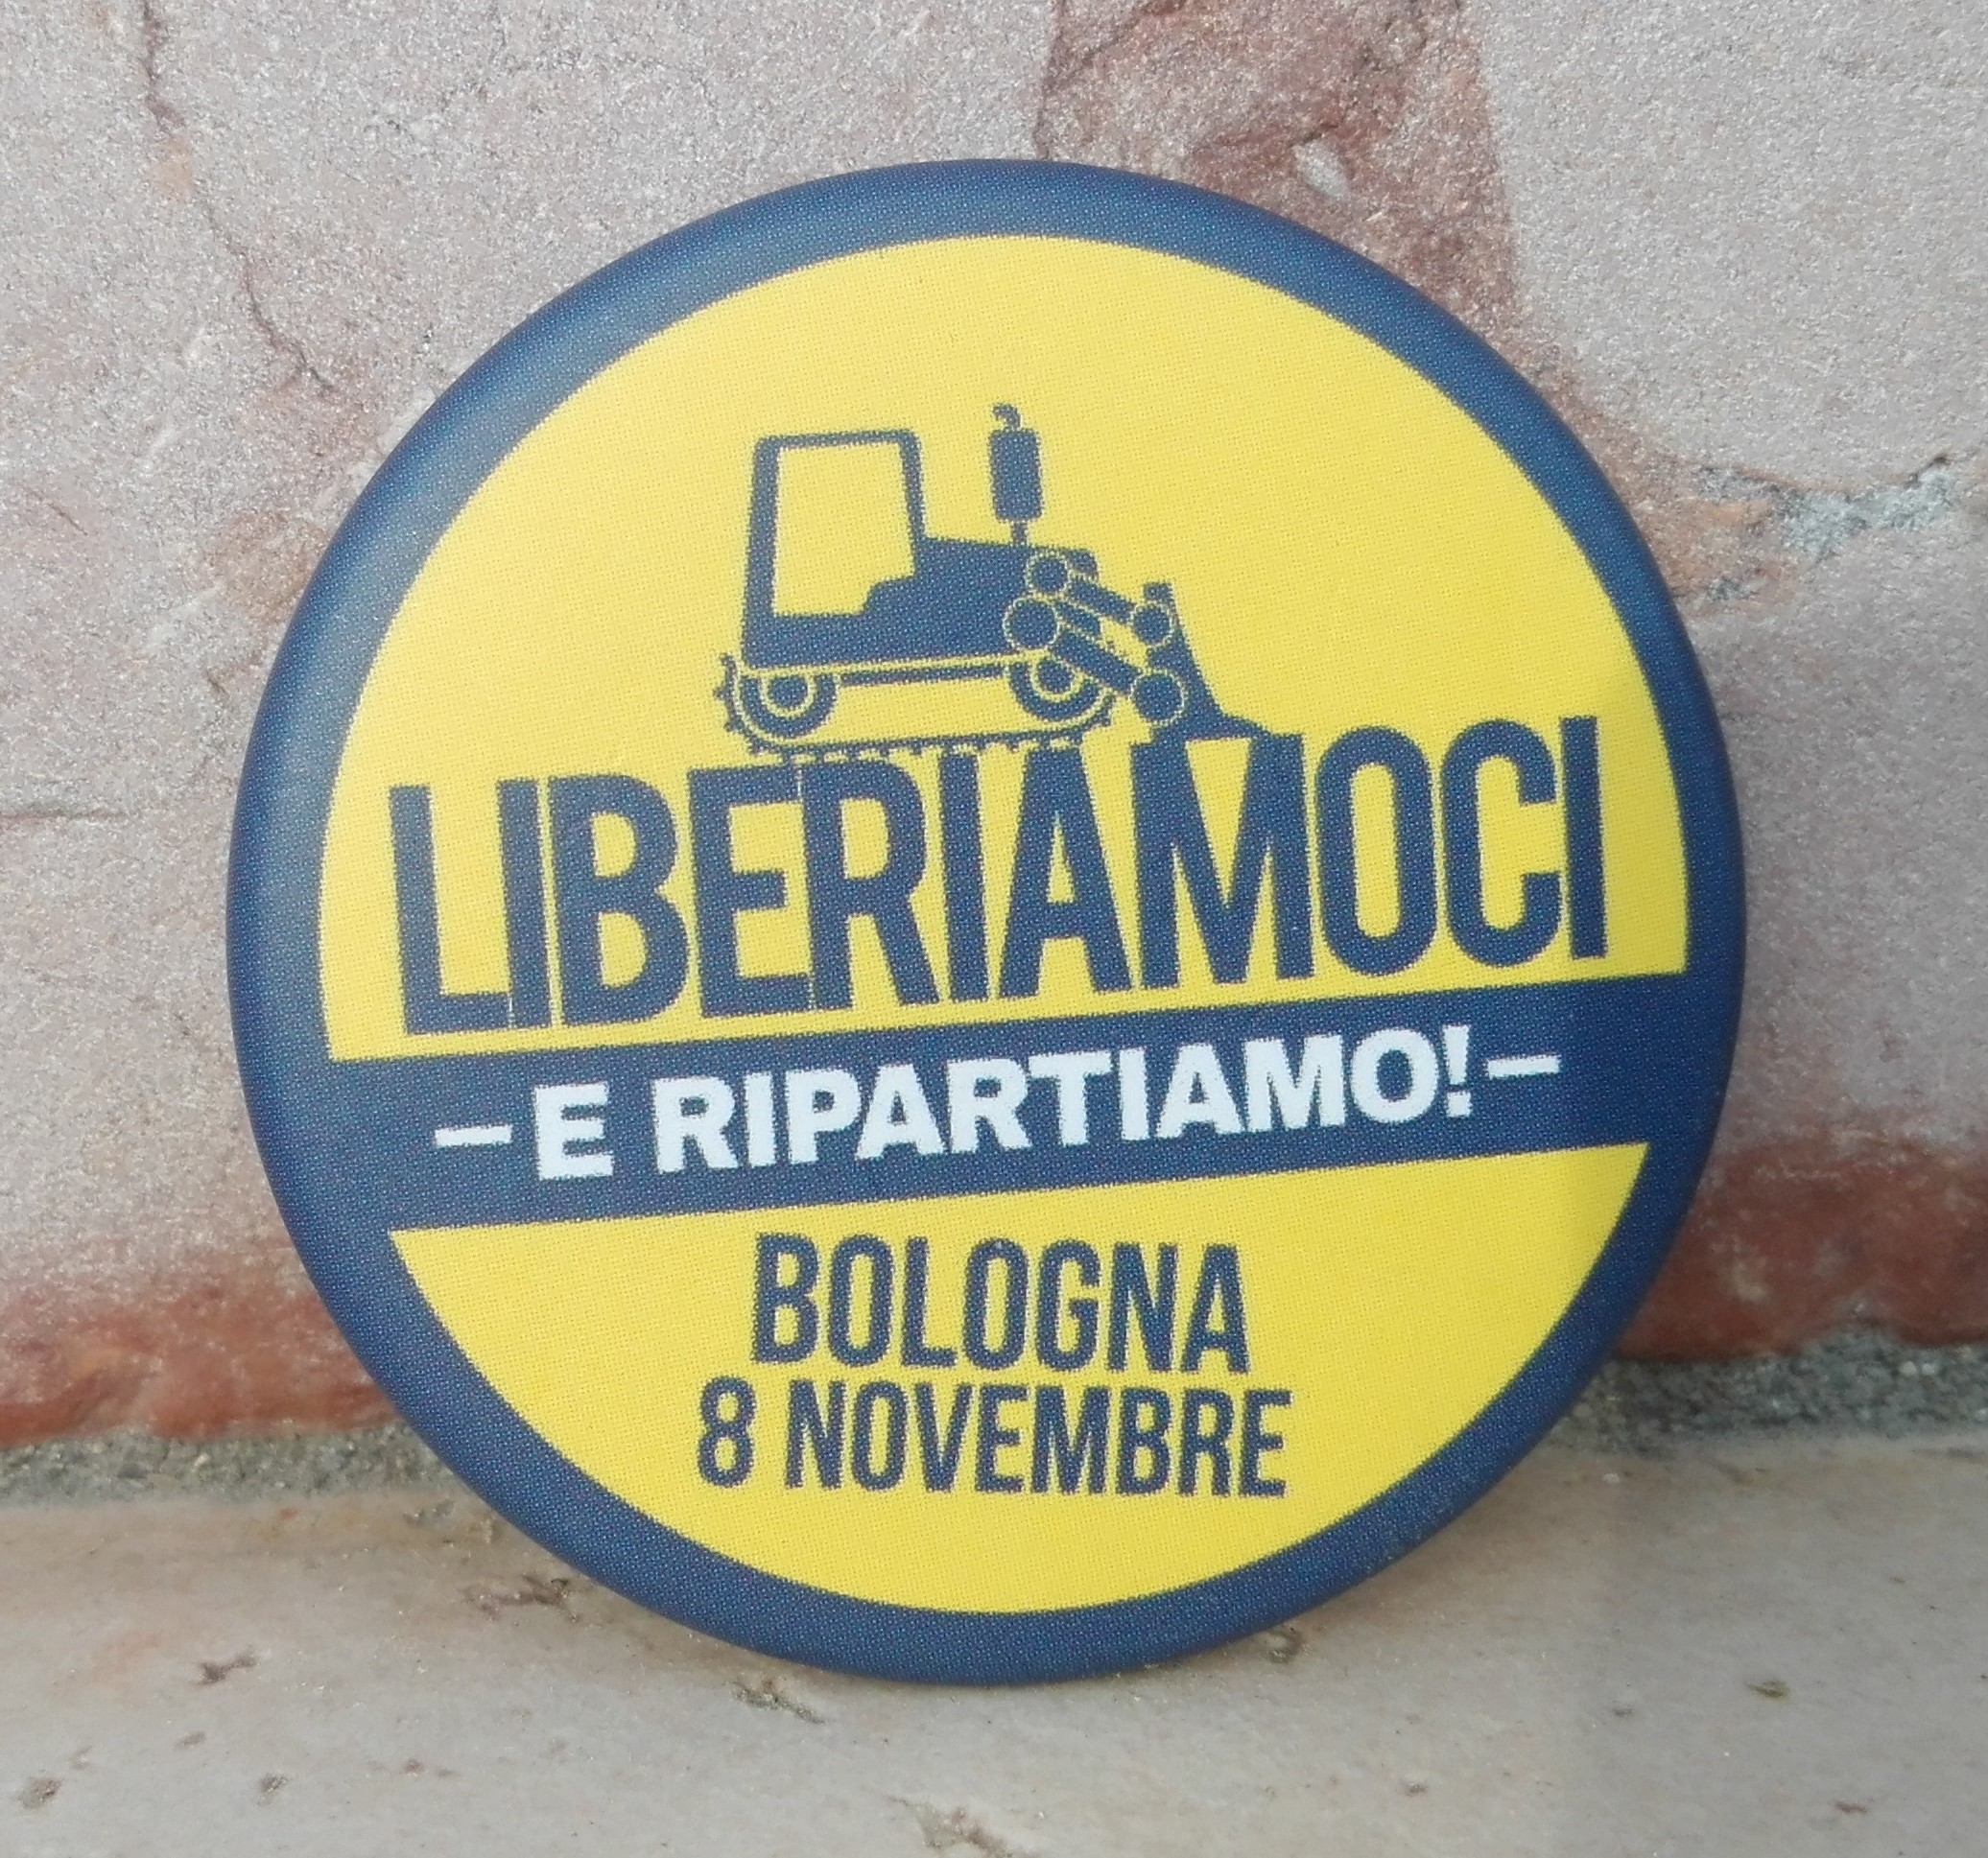 LIBERIAMOCI
–E RIPARTIAMO!–
BOLOGNA
8 NOVEMBRE